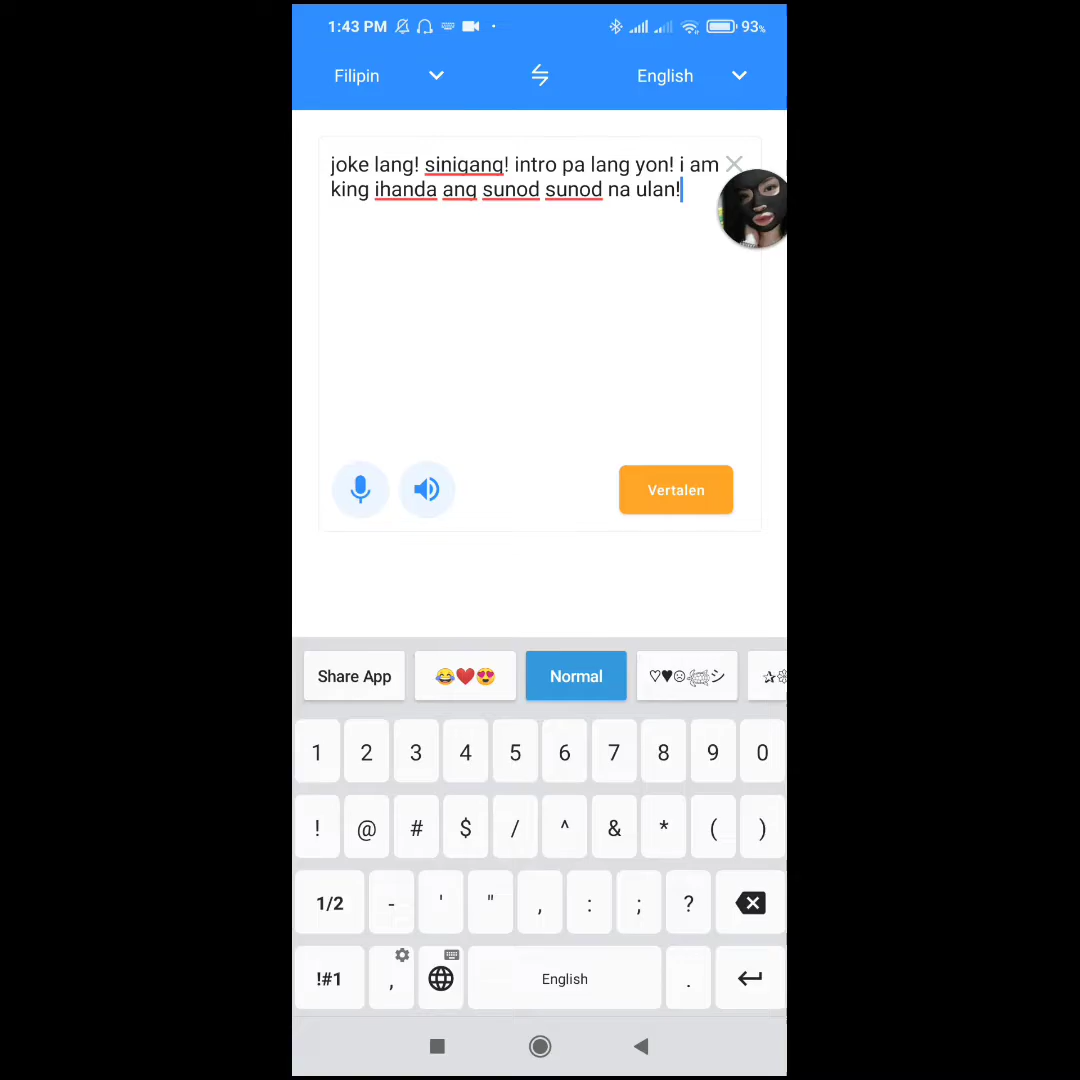 1:43 PM 93%
Filipin English
joke lang! sinigang! intro pa lang yon! i am
king ihanda ang sunod sunod na ulan!
Vertalen
Share App 😂❤️😍 Normal ♡♥☹
1 2 3 4 5 6 7 8 9 0
! @ # $ / ^ & * ( )
1/2 - ' " , : ; ?
!#1 , English .